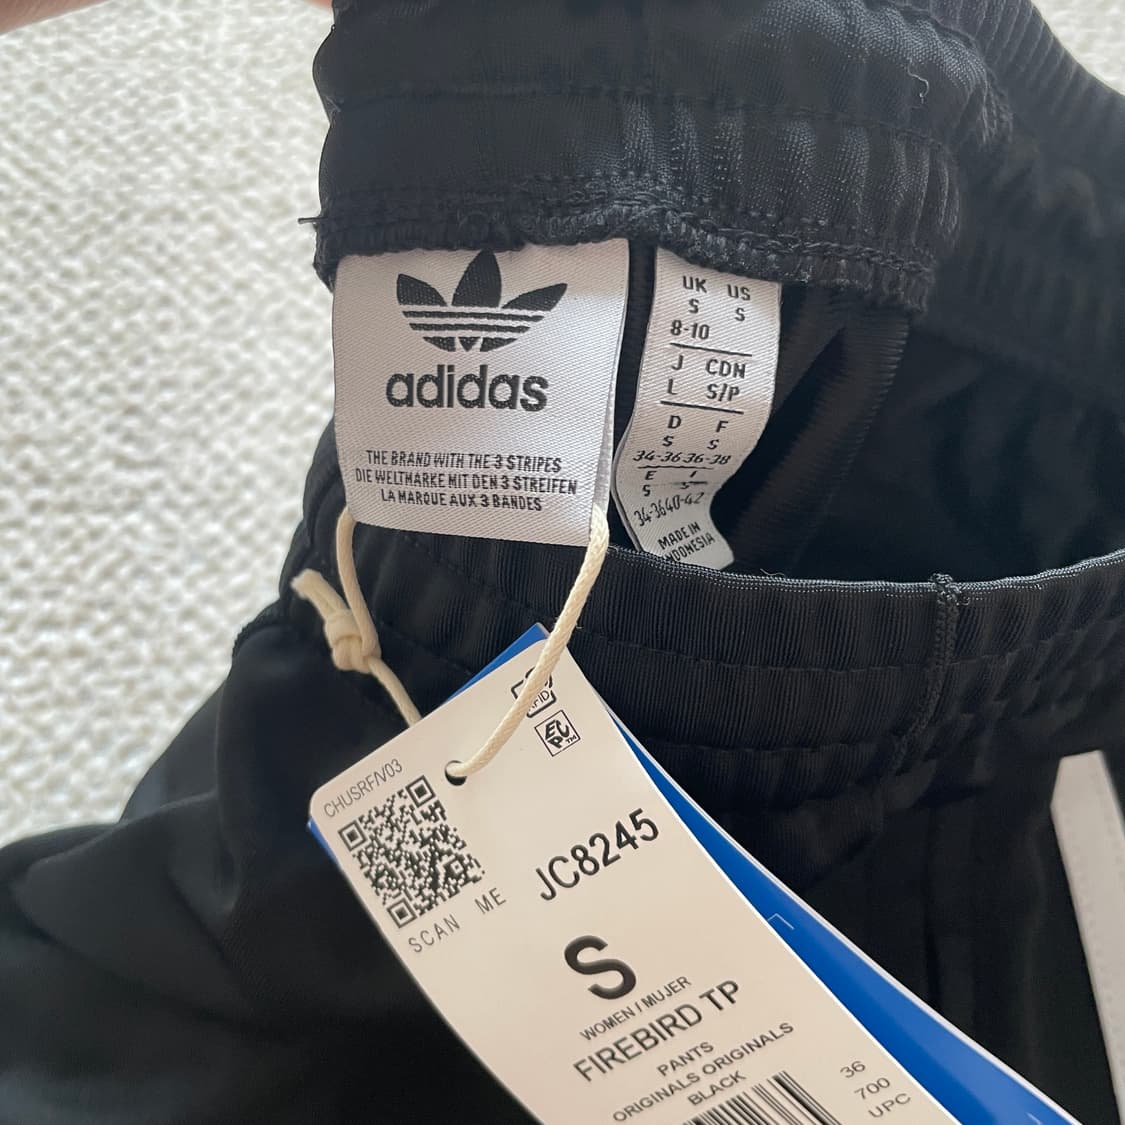 adidas
THE BRAND WITH THE 3 STRIPES
DIE WELTMARKE MIT DEN 3 STREIFEN
LA MARQUE AUX 3 BANDES
UK US
S S
8-10
J CDN
L S/P
D F
S S
34-36 36-38
E I
S S
34-36 40-42
MADE IN
INDONESIA
RFID
EPC™
CHUSRF/V03
SCAN ME
JC8245
S
WOMEN / MUJER
FIREBIRD TP
PANTS
ORIGINALS ORIGINALS
BLACK
36
700
UPC